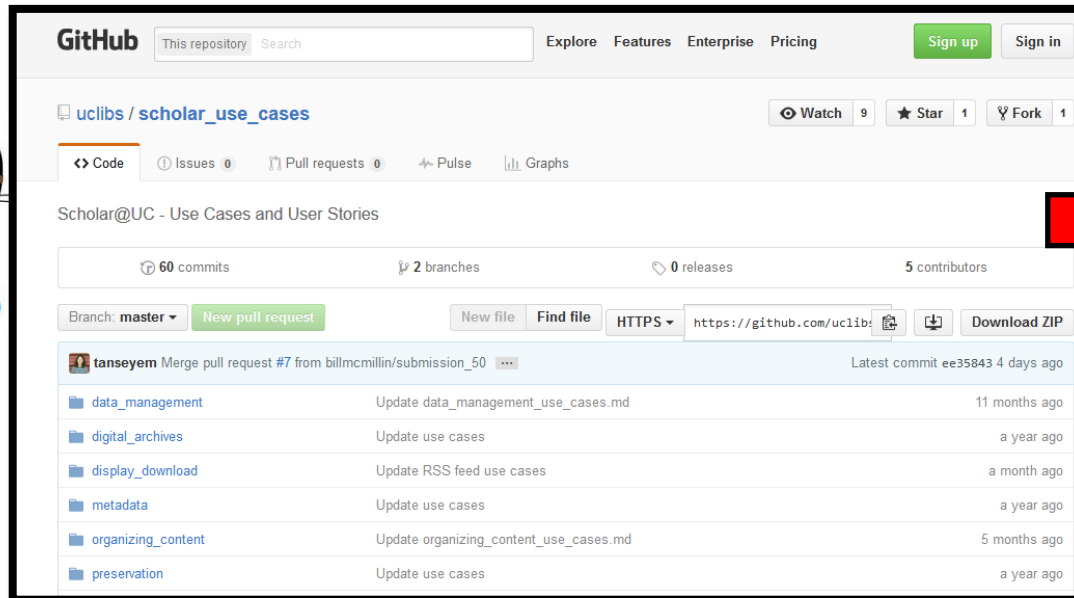 GitHub This repository Search Explore Features Enterprise Pricing Sign up Sign in
uclibs / scholar_use_cases Watch 9 Star 1 Fork 1
Code Issues 0 Pull requests 0 Pulse Graphs
Scholar@UC - Use Cases and User Stories
60 commits 2 branches 0 releases 5 contributors
Branch: master New pull request New file Find file HTTPS https://github.com/uclibs Download ZIP
tanseyem Merge pull request #7 from billmcmillin/submission_50 ... Latest commit ee35843 4 days ago
data_management Update data_management_use_cases.md 11 months ago
digital_archives Update use cases a year ago
display_download Update RSS feed use cases a month ago
metadata Update use cases a year ago
organizing_content Update organizing_content_use_cases.md 5 months ago
preservation Update use cases a year ago